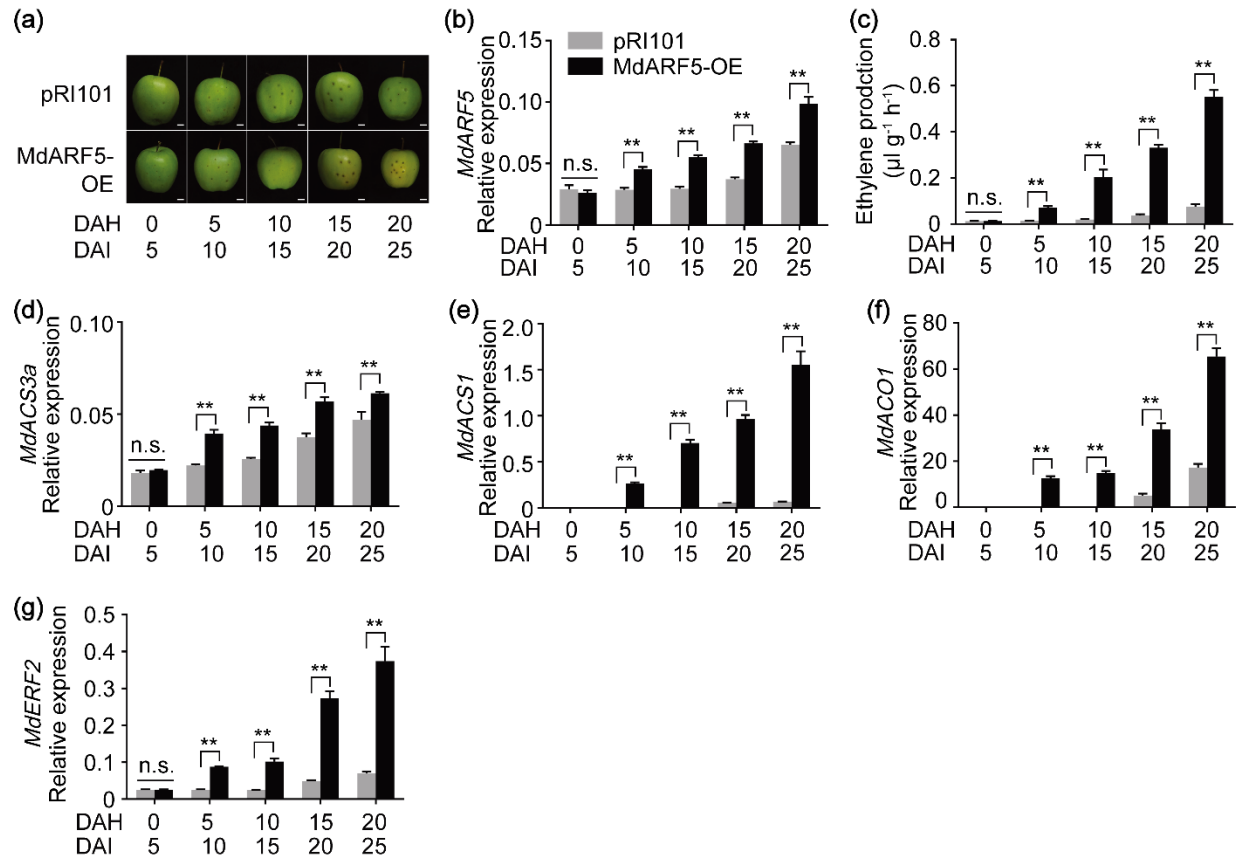 (a)
pRI101
MdARF5-
OE
DAH 0 5 10 15 20
DAI 5 10 15 20 25
(b)
pRI101
MdARF5-OE
MdARF5
Relative expression
0.15
0.10
0.05
0
n.s. ** ** ** **
DAH 0 5 10 15 20
DAI 5 10 15 20 25
(c)
Ethylene production
(µl g⁻¹ h⁻¹)
0.8
0.6
0.4
0.2
0
n.s. ** ** ** **
DAH 0 5 10 15 20
DAI 5 10 15 20 25
(d)
MdACS3a
Relative expression
0.10
0.05
0
n.s. ** ** ** **
DAH 0 5 10 15 20
DAI 5 10 15 20 25
(e)
MdACS1
Relative expression
2.0
1.5
1.0
0.5
0
** ** ** **
DAH 0 5 10 15 20
DAI 5 10 15 20 25
(f)
MdACO1
Relative expression
80
60
40
20
0
** ** ** **
DAH 0 5 10 15 20
DAI 5 10 15 20 25
(g)
MdERF2
Relative expression
0.5
0.4
0.3
0.2
0.1
0
n.s. ** ** ** **
DAH 0 5 10 15 20
DAI 5 10 15 20 25